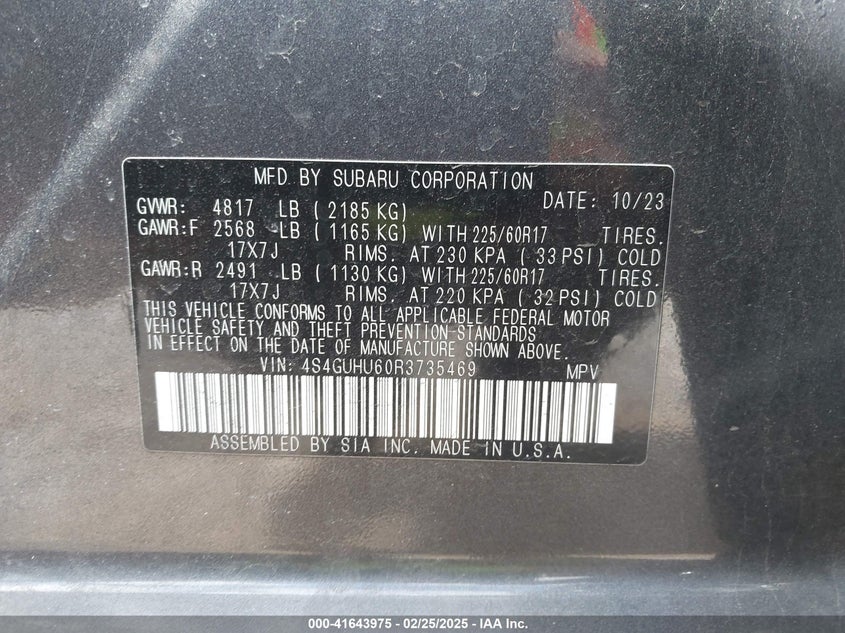 MFD. BY SUBARU CORPORATION
DATE: 10/23
GVWR: 4817 LB ( 2185 KG)
GAWR:F 2568 LB ( 1165 KG) WITH 225/60R17 TIRES.
17X7J RIMS. AT 230 KPA ( 33 PSI) COLD
GAWR:R 2491 LB ( 1130 KG) WITH 225/60R17 TIRES.
17X7J RIMS. AT 220 KPA ( 32 PSI) COLD
THIS VEHICLE CONFORMS TO ALL APPLICABLE FEDERAL MOTOR
VEHICLE SAFETY AND THEFT PREVENTION STANDARDS
IN EFFECT ON THE DATE OF MANUFACTURE SHOWN ABOVE.
VIN: 4S4GUHU60R3735469 MPV
ASSEMBLED BY SIA INC. MADE IN U.S.A.
000-41643975 - 02/25/2025 - IAA Inc.